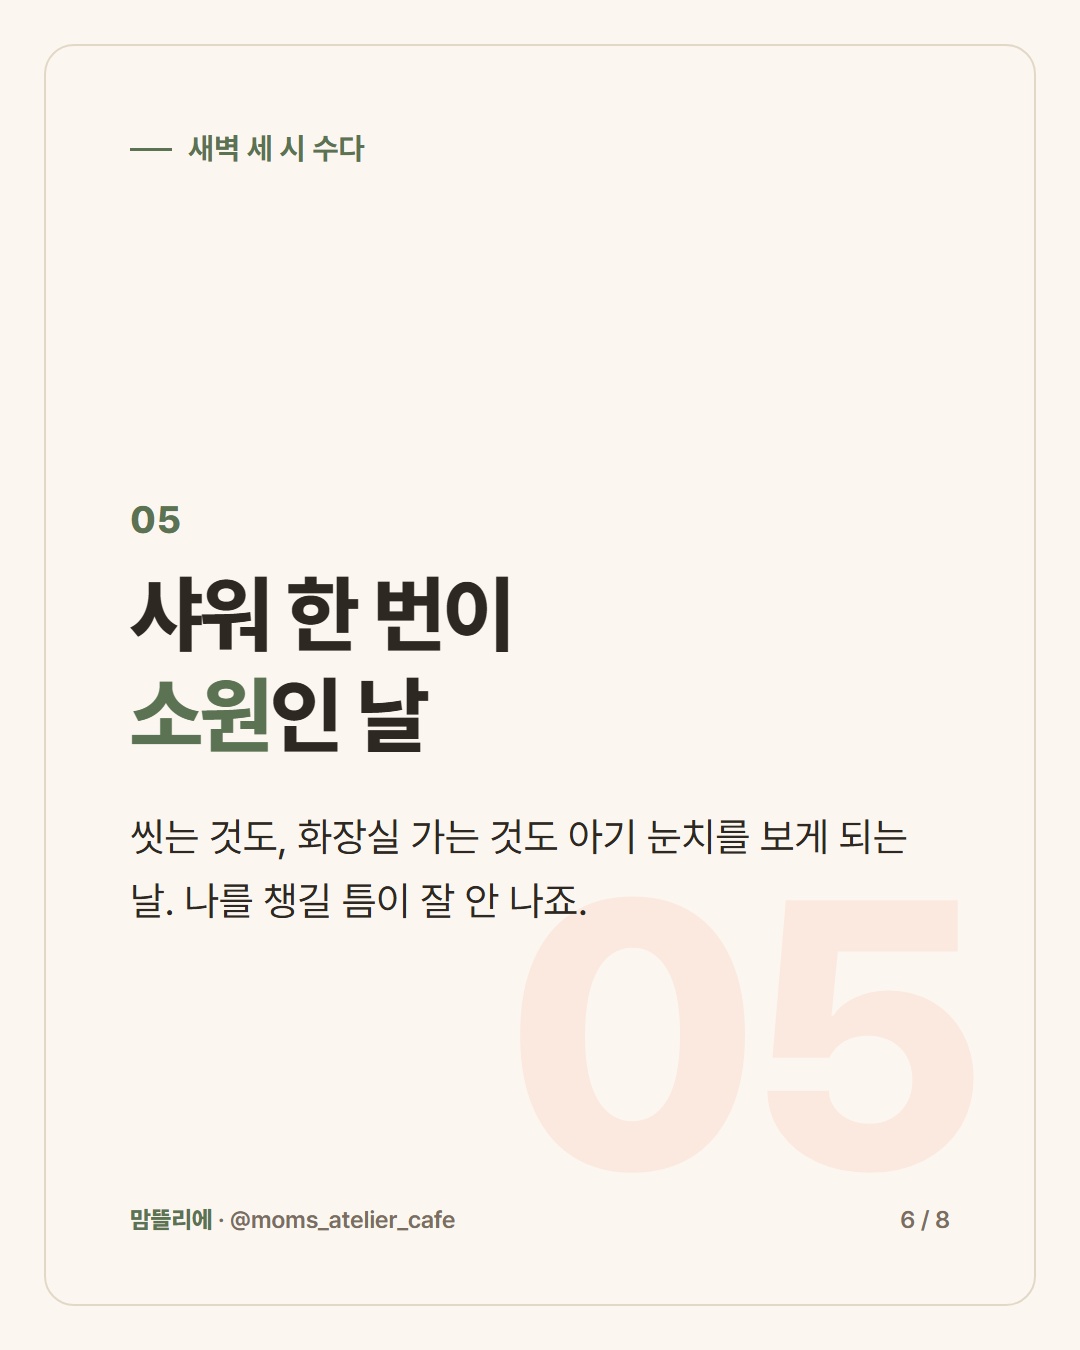 새벽 세 시 수다
05
샤워 한 번이
소원인 날
씻는 것도, 화장실 가는 것도 아기 눈치를 보게 되는
날. 나를 챙길 틈이 잘 안 나죠.
05
맘뜰리에 · @moms_atelier_cafe
6 / 8